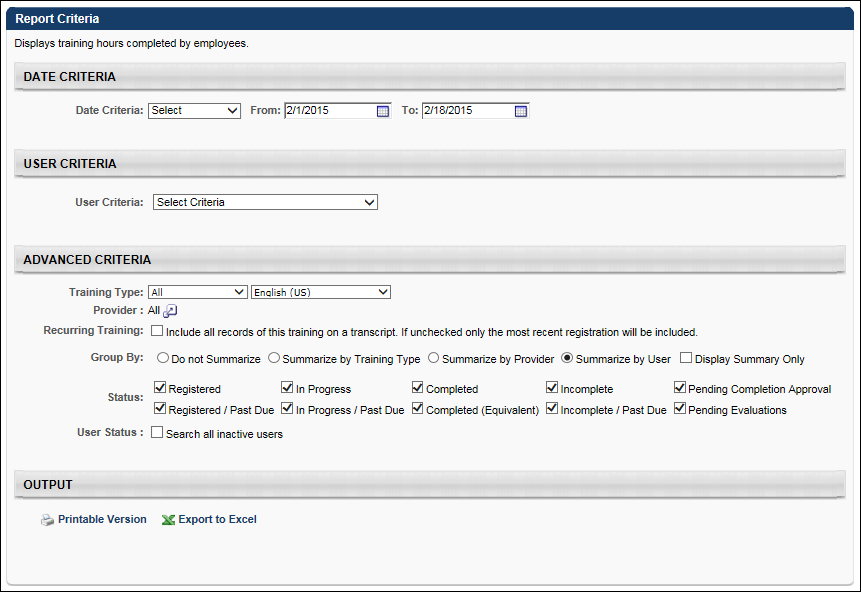 Report Criteria
Displays training hours completed by employees.
DATE CRITERIA
Date Criteria: Select From: 2/1/2015 To: 2/18/2015
USER CRITERIA
User Criteria: Select Criteria
ADVANCED CRITERIA
Training Type: All English (US)
Provider : All
Recurring Training: Include all records of this training on a transcript. If unchecked only the most recent registration will be included.
Group By: Do not Summarize Summarize by Training Type Summarize by Provider Summarize by User Display Summary Only
Status: Registered In Progress Completed Incomplete Pending Completion Approval
Registered / Past Due In Progress / Past Due Completed (Equivalent) Incomplete / Past Due Pending Evaluations
User Status : Search all inactive users
OUTPUT
Printable Version Export to Excel